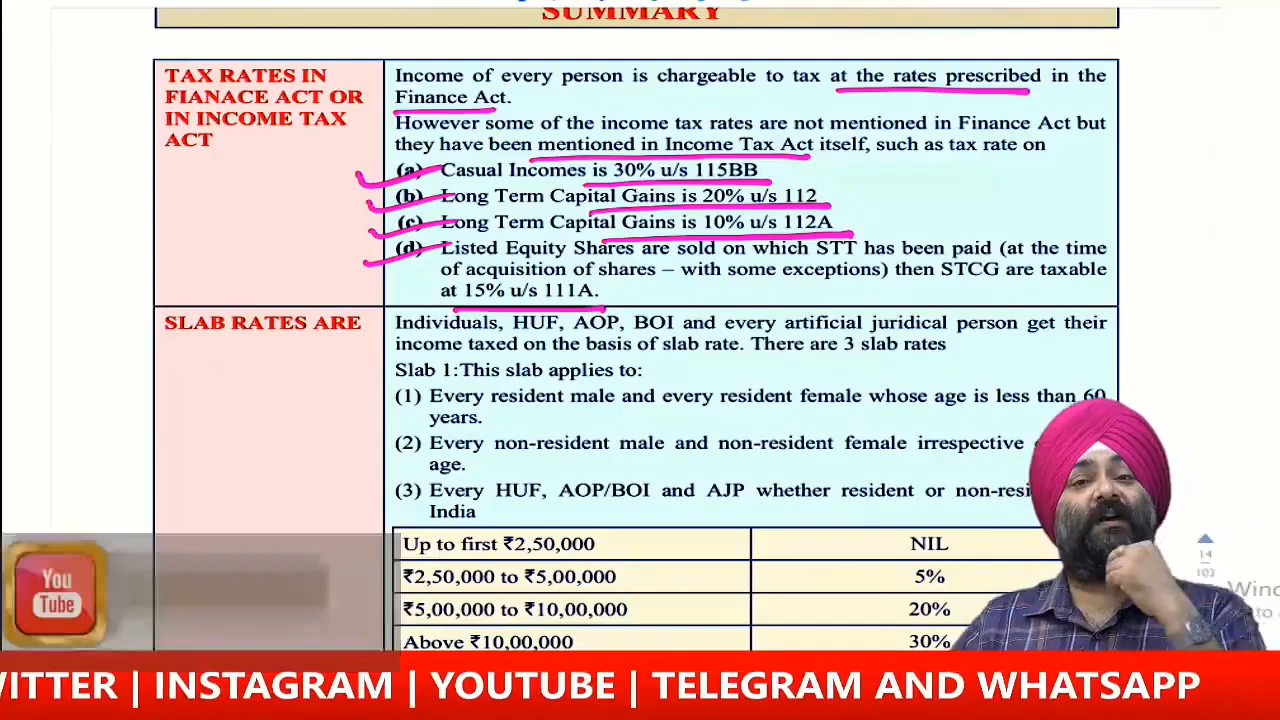 SUMMARY
TAX RATES IN
FIANACE ACT OR
IN INCOME TAX
ACT
Income of every person is chargeable to tax at the rates prescribed in the
Finance Act.
However some of the income tax rates are not mentioned in Finance Act but
they have been mentioned in Income Tax Act itself, such as tax rate on
(a) Casual Incomes is 30% u/s 115BB
(b) Long Term Capital Gains is 20% u/s 112
(c) Long Term Capital Gains is 10% u/s 112A
(d) Listed Equity Shares are sold on which STT has been paid (at the time
of acquisition of shares – with some exceptions) then STCG are taxable
at 15% u/s 111A.
SLAB RATES ARE
Individuals, HUF, AOP, BOI and every artificial juridical person get their
income taxed on the basis of slab rate. There are 3 slab rates
Slab 1:This slab applies to:
(1) Every resident male and every resident female whose age is less than 60
years.
(2) Every non-resident male and non-resident female irrespective
age.
(3) Every HUF, AOP/BOI and AJP whether resident or non-resi
India
Up to first ₹2,50,000 NIL
₹2,50,000 to ₹5,00,000 5%
₹5,00,000 to ₹10,00,000 20%
Above ₹10,00,000 30%
14
103
You
Tube
WITTER | INSTAGRAM | YOUTUBE | TELEGRAM AND WHATSAPP